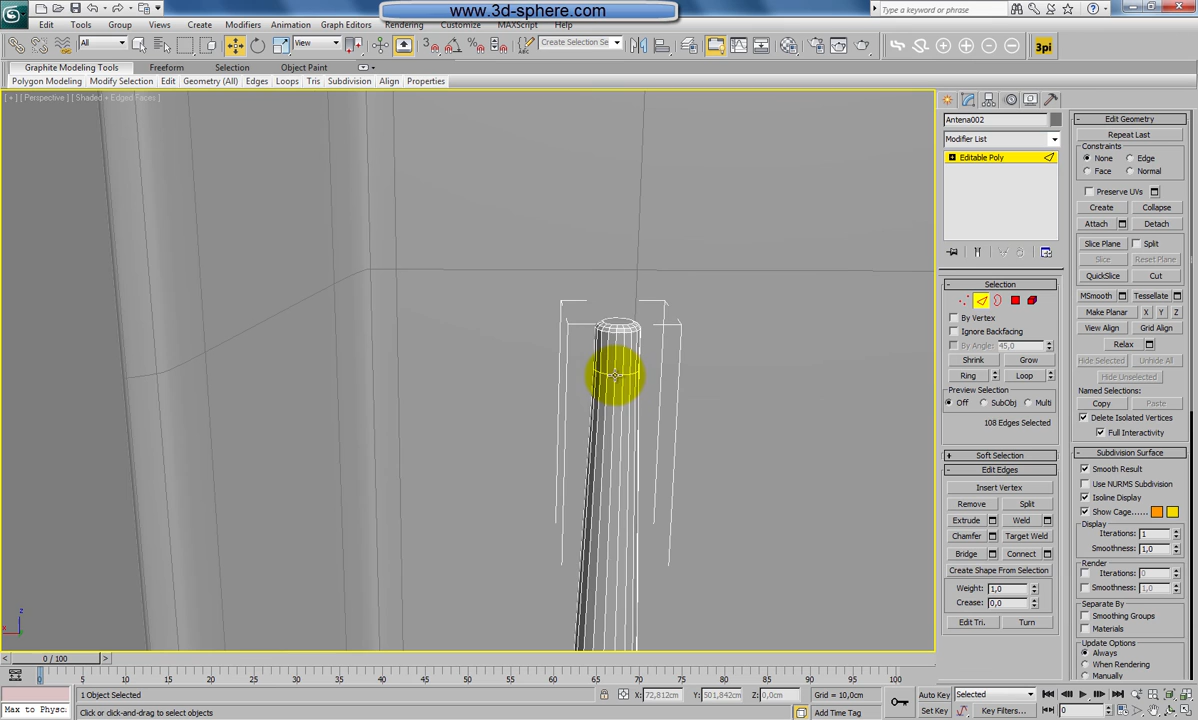 www.3d-sphere.com
Type a keyword or phrase
Edit Tools Group Views Create Modifiers Animation Graph Editors Rendering Customize MAXScript Help
All View Create Selection Se 3pi
Graphite Modeling Tools Freeform Selection Object Paint
Polygon Modeling Modify Selection Edit Geometry (All) Edges Loops Tris Subdivision Align Properties
[ + ] [ Perspective ] [ Shaded + Edged Faces ]
Antena002
Modifier List
Editable Poly
Selection
By Vertex
Ignore Backfacing
By Angle: 45,0
Shrink Grow
Ring Loop
Preview Selection
Off SubObj Multi
108 Edges Selected
Soft Selection
Edit Edges
Insert Vertex
Remove Split
Extrude Weld
Chamfer Target Weld
Bridge Connect
Create Shape From Selection
Weight: 1,0
Crease: 0,0
Edit Tri. Turn
Edit Geometry
Repeat Last
Constraints
None Edge
Face Normal
Preserve UVs
Create Collapse
Attach Detach
Slice Plane Split
Slice Reset Plane
QuickSlice Cut
MSmooth Tessellate
Make Planar X Y Z
View Align Grid Align
Relax
Hide Selected Unhide All
Hide Unselected
Named Selections:
Copy Paste
Delete Isolated Vertices
Full Interactivity
Subdivision Surface
Smooth Result
Use NURMS Subdivision
Isoline Display
Show Cage......
Display
Iterations: 1
Smoothness: 1,0
Render
Iterations: 0
Smoothness: 1,0
Separate By
Smoothing Groups
Materials
Update Options
Always
When Rendering
Manually
0 / 100
0 5 10 15 20 25 30 35 40 45 50 55 60 65 70 75 80 85 90 95 100
1 Object Selected X: 72,812cm Y: 501,842cm Z: 0,0cm Grid = 10,0cm Auto Key Selected
Max to Physc Click or click-and-drag to select objects Add Time Tag Set Key Key Filters... 0
x z